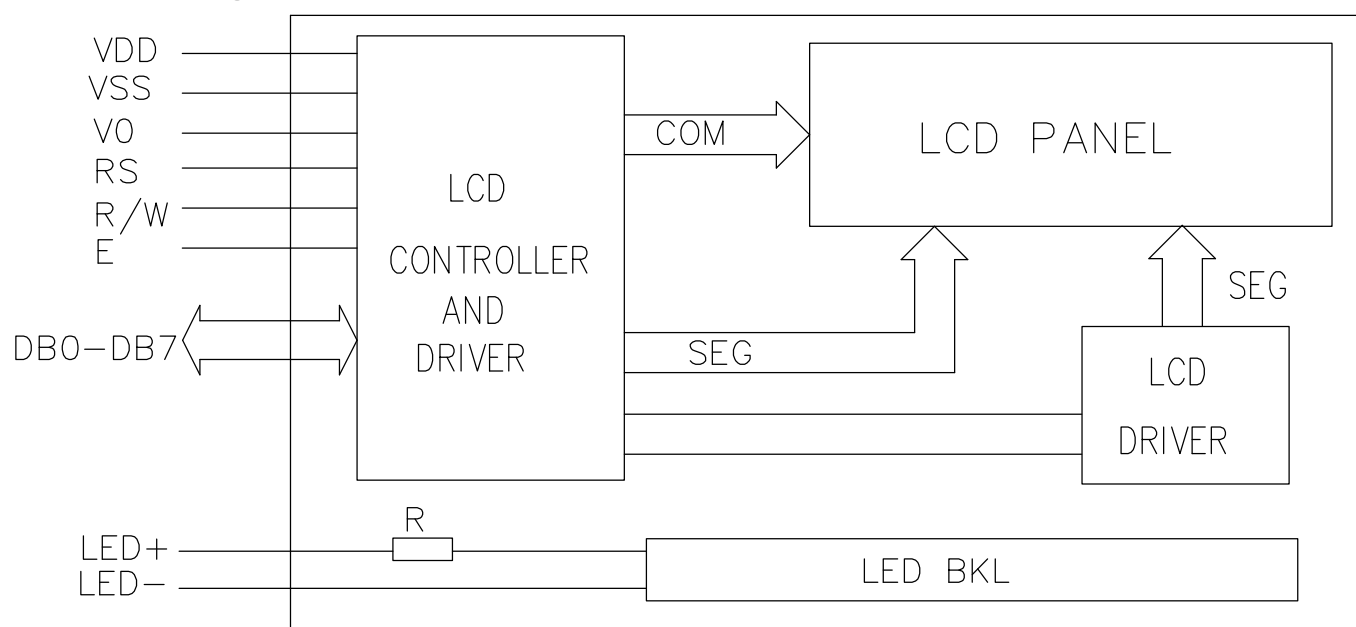 VDD
VSS
V0
RS
R/W
E
DB0-DB7
LCD
CONTROLLER
AND
DRIVER
COM
LCD PANEL
SEG
SEG
LCD
DRIVER
R
LED+
LED-
LED BKL